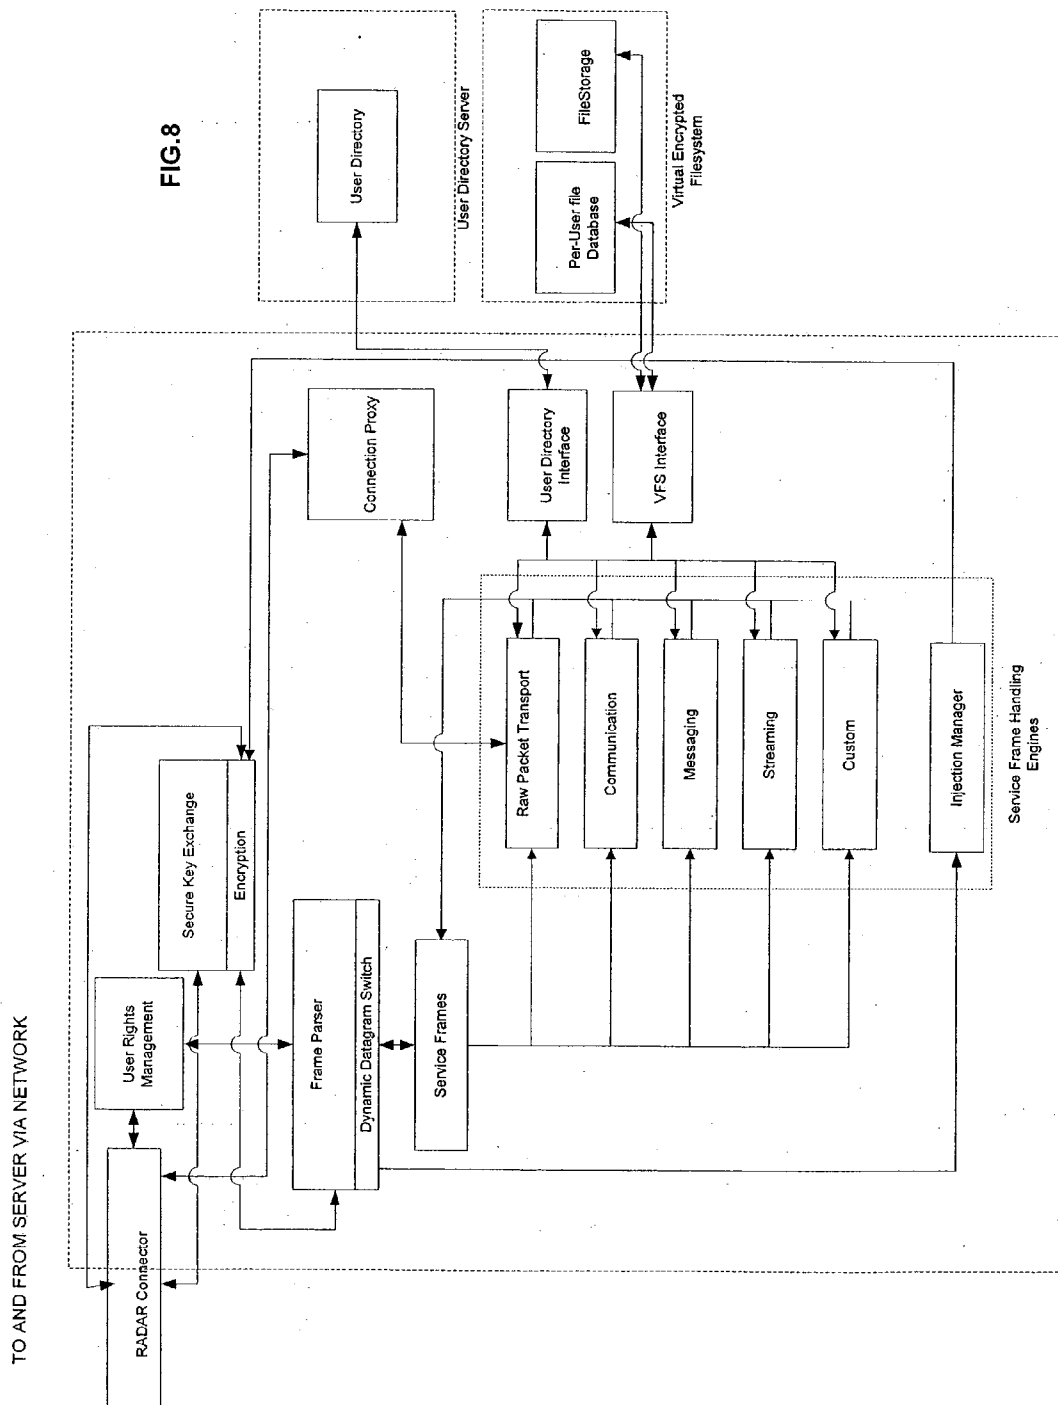 TO AND FROM SERVER VIA NETWORK
FIG.8
RADAR Connector
User Rights
Management
Secure Key Exchange
Encryption
Frame Parser
Dynamic Datagram Switch
Service Frames
Connection Proxy
User Directory
User Directory Server
User Directory
Interface
VFS Interface
FileStorage
Per-User file
Database
Virtual Encrypted
Filesystem
Raw Packet Transport
Communication
Messaging
Streaming
Custom
Injection Manager
Service Frame Handling
Engines